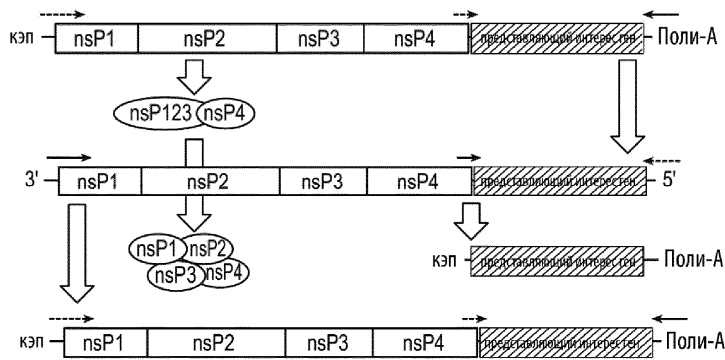 кэп nsP1 nsP2 nsP3 nsP4 представляющий интерес ген Поли-А
nsP123 nsP4
3' nsP1 nsP2 nsP3 nsP4 представляющий интерес ген 5'
nsP1 nsP2
nsP3 nsP4
кэп представляющий интерес ген Поли-А
кэп nsP1 nsP2 nsP3 nsP4 представляющий интерес ген Поли-А